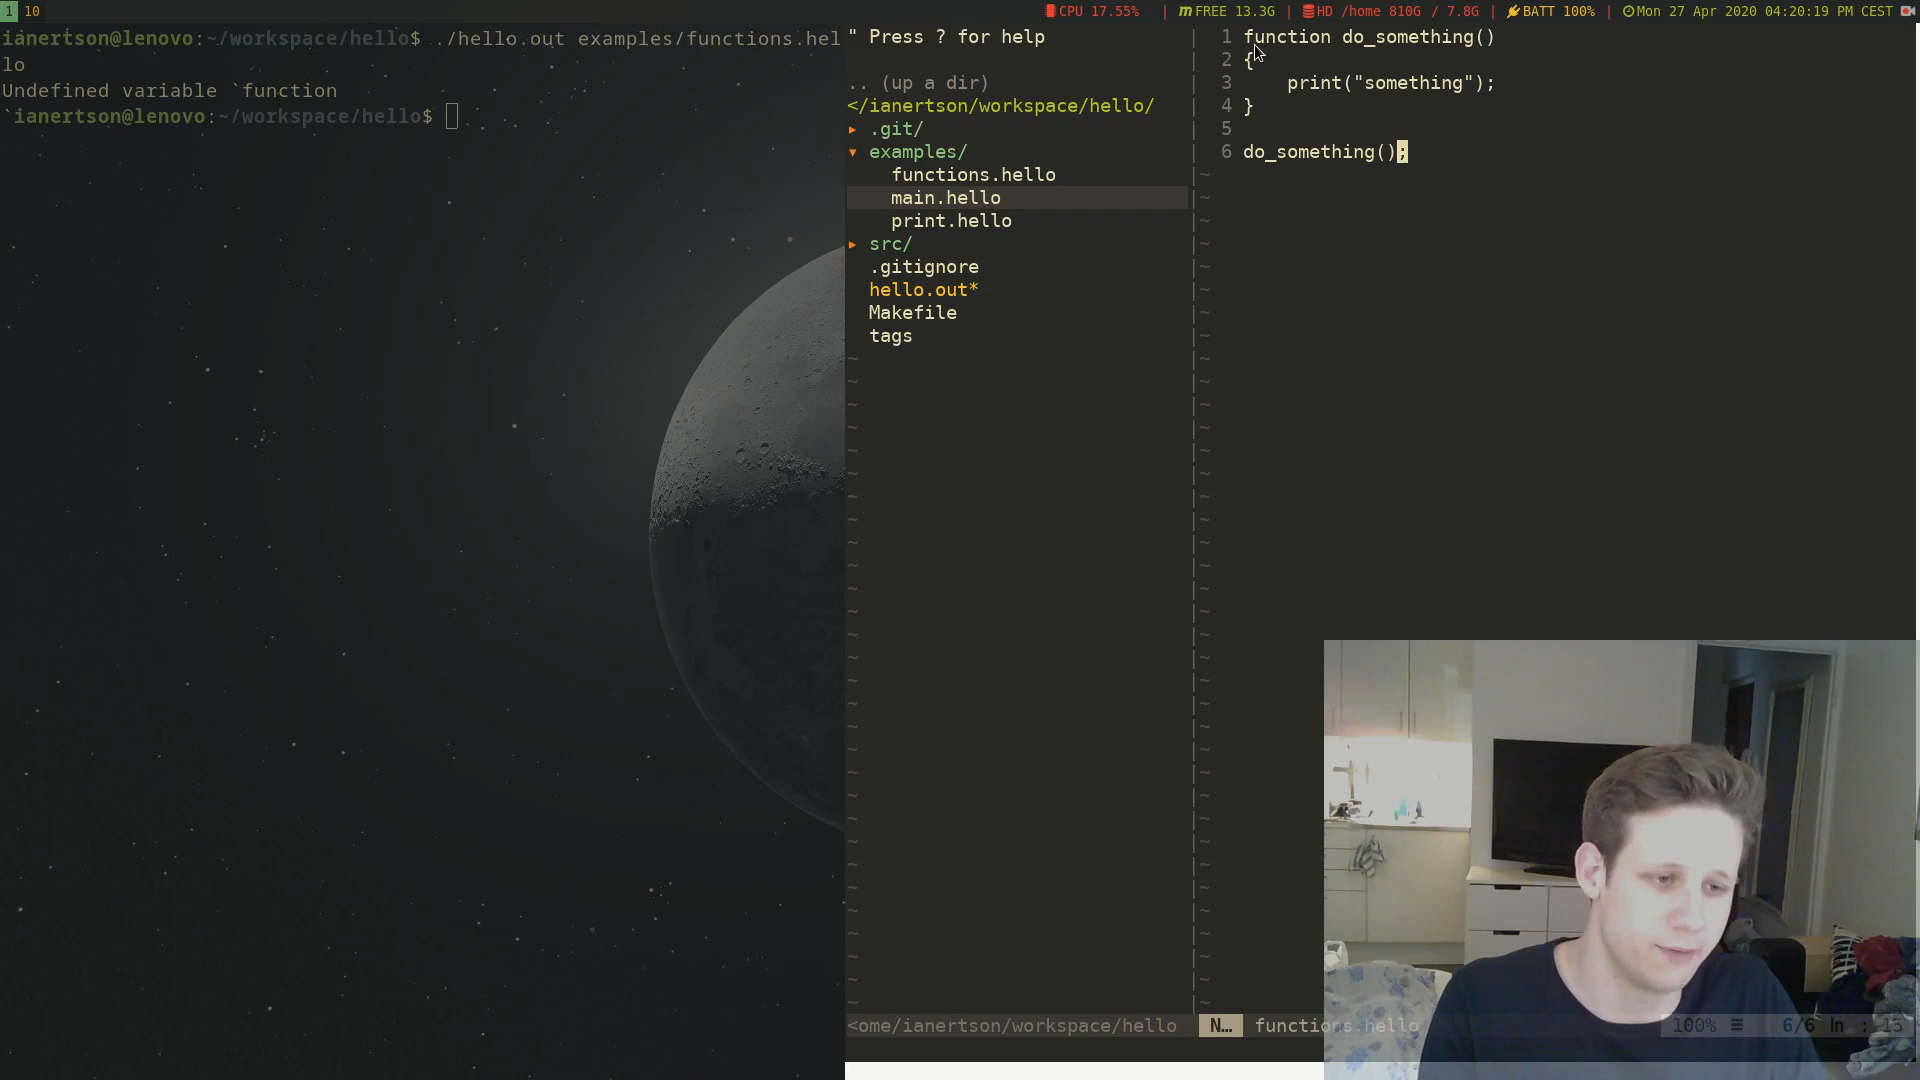 1 10 CPU 17.55% | FREE 13.3G | HD /home 810G / 7.8G | BATT 100% | Mon 27 Apr 2020 04:20:19 PM CEST
ianertson@lenovo:~/workspace/hello$ ./hello.out examples/functions.hel
lo
Undefined variable `function
`ianertson@lenovo:~/workspace/hello$
" Press ? for help
.. (up a dir)
</ianertson/workspace/hello/
▸ .git/
▾ examples/
functions.hello
main.hello
print.hello
▸ src/
.gitignore
hello.out*
Makefile
tags
<ome/ianertson/workspace/hello
1 function do_something()
2 {
3     print("something");
4 }
5
6 do_something();
N… functions.hello 100% ☰ 6/6 ln : 15